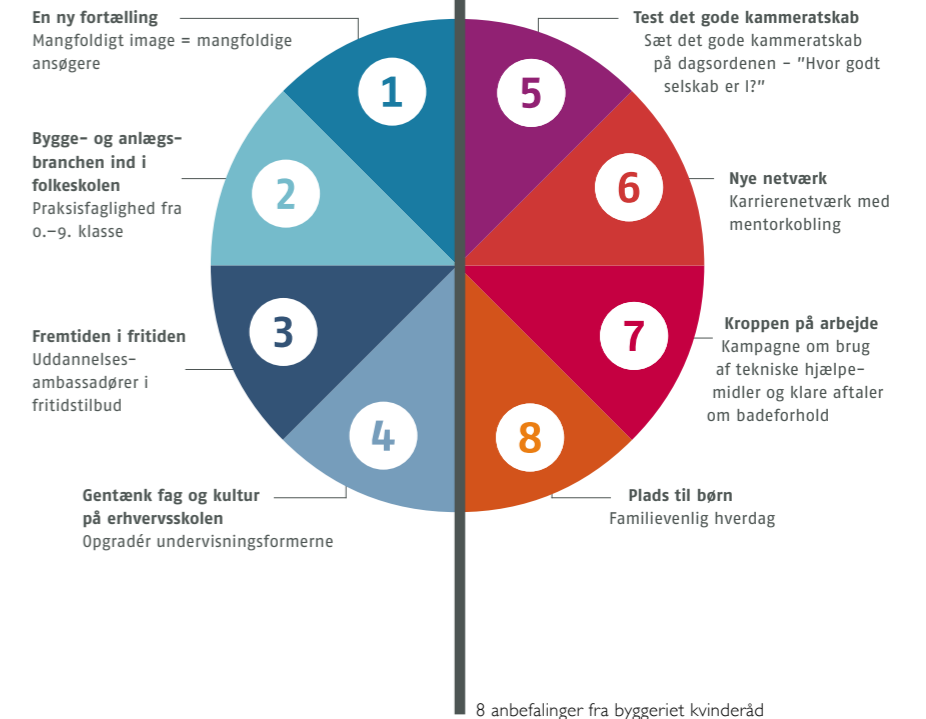 En ny fortælling
Mangfoldigt image = mangfoldige
ansøgere
1
Bygge- og anlægs-
branchen ind i
folkeskolen
Praksisfaglighed fra
0.-9. klasse
2
Fremtiden i fritiden
Uddannelses-
ambassadører i
fritidstilbud
3
Gentænk fag og kultur
på erhvervsskolen
Opgradér undervisningsformerne
4
Test det gode kammeratskab
Sæt det gode kammeratskab
på dagsordenen - "Hvor godt
selskab er I?"
5
Nye netværk
Karrierenetværk med
mentorkobling
6
Kroppen på arbejde
Kampagne om brug
af tekniske hjælpe-
midler og klare aftaler
om badeforhold
7
Plads til børn
Familievenlig hverdag
8
8 anbefalinger fra byggeriet kvinderåd